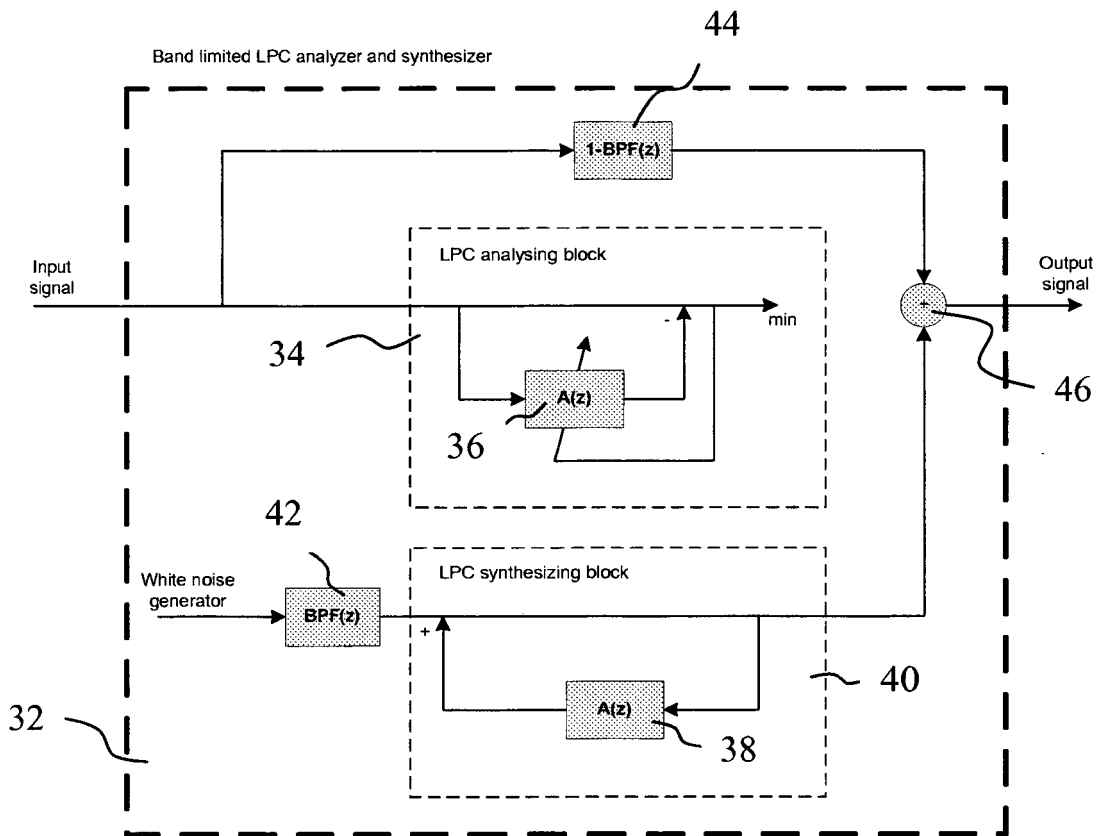 44
Band limited LPC analyzer and synthesizer
1-BPF(z)
LPC analysing block
Input
signal
Output
signal
min
+
-
34
A(z)
36
46
42
LPC synthesizing block
White noise
generator
BPF(z)
+
40
A(z)
38
32